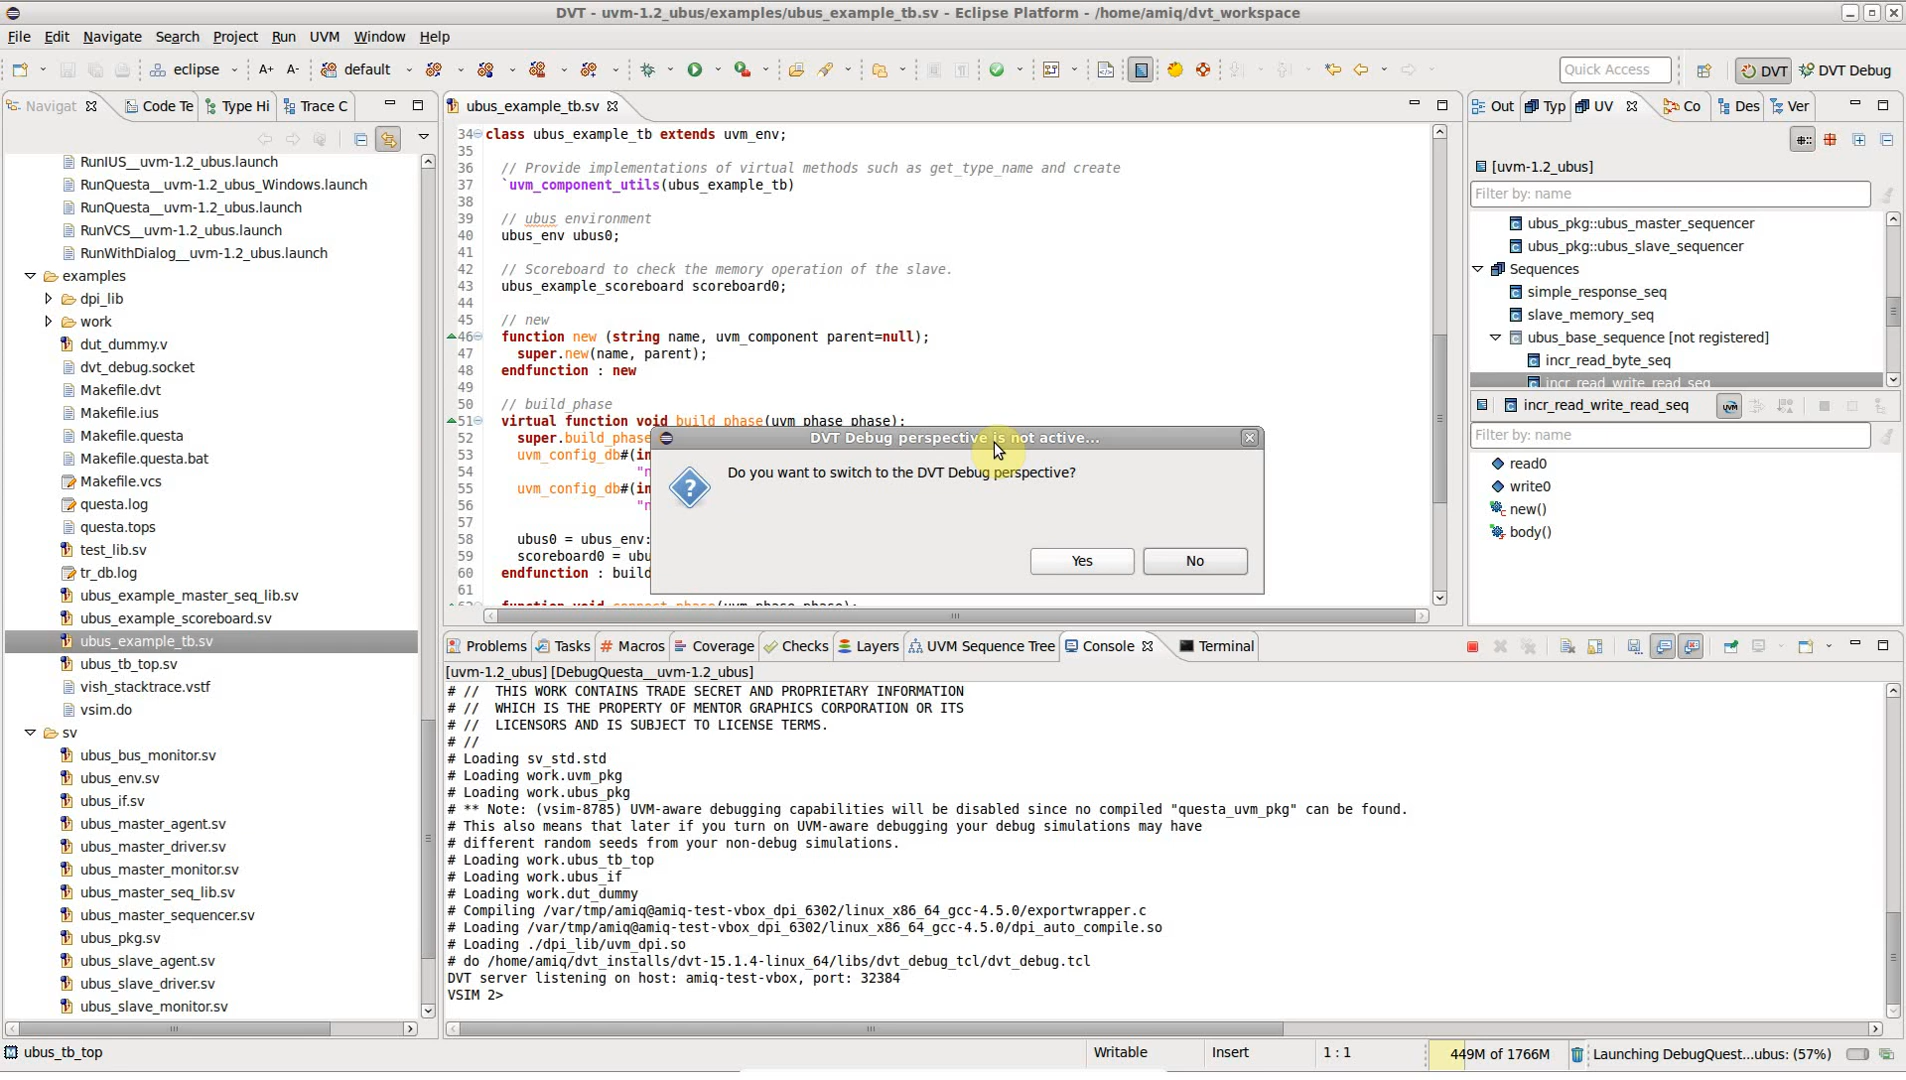 DVT - uvm-1.2_ubus/examples/ubus_example_tb.sv - Eclipse Platform - /home/amiq/dvt_workspace
File Edit Navigate Search Project Run UVM Window Help
eclipse A+ A- default Quick Access DVT DVT Debug
Navigat Code Te Type Hi Trace C
RunIUS__uvm-1.2_ubus.launch
RunQuesta__uvm-1.2_ubus_Windows.launch
RunQuesta__uvm-1.2_ubus.launch
RunVCS__uvm-1.2_ubus.launch
RunWithDialog__uvm-1.2_ubus.launch
examples
dpi_lib
work
dut_dummy.v
dvt_debug.socket
Makefile.dvt
Makefile.ius
Makefile.questa
Makefile.questa.bat
Makefile.vcs
questa.log
questa.tops
test_lib.sv
tr_db.log
ubus_example_master_seq_lib.sv
ubus_example_scoreboard.sv
ubus_example_tb.sv
ubus_tb_top.sv
vish_stacktrace.vstf
vsim.do
sv
ubus_bus_monitor.sv
ubus_env.sv
ubus_if.sv
ubus_master_agent.sv
ubus_master_driver.sv
ubus_master_monitor.sv
ubus_master_seq_lib.sv
ubus_master_sequencer.sv
ubus_pkg.sv
ubus_slave_agent.sv
ubus_slave_driver.sv
ubus_slave_monitor.sv
ubus_example_tb.sv
34 class ubus_example_tb extends uvm_env;
35
36 // Provide implementations of virtual methods such as get_type_name and create
37 `uvm_component_utils(ubus_example_tb)
38
39 // ubus environment
40 ubus_env ubus0;
41
42 // Scoreboard to check the memory operation of the slave.
43 ubus_example_scoreboard scoreboard0;
44
45 // new
46 function new (string name, uvm_component parent=null);
47 super.new(name, parent);
48 endfunction : new
49
50 // build_phase
51 virtual function void build_phase(uvm_phase phase);
52 super.build_phase
53 uvm_config_db#(in
54 "n
55 uvm_config_db#(in
56 "n
57
58 ubus0 = ubus_env:
59 scoreboard0 = ubu
60 endfunction : build
61
62 function void connect_phase(uvm_phase phase);
DVT Debug perspective is not active...
Do you want to switch to the DVT Debug perspective?
Yes No
Out Typ UV Co Des Ver
[uvm-1.2_ubus]
Filter by: name
ubus_pkg::ubus_master_sequencer
ubus_pkg::ubus_slave_sequencer
Sequences
simple_response_seq
slave_memory_seq
ubus_base_sequence [not registered]
incr_read_byte_seq
incr_read_write_read_seq
incr_read_write_read_seq UVM
Filter by: name
read0
write0
new()
body()
Problems Tasks Macros Coverage Checks Layers UVM Sequence Tree Console Terminal
[uvm-1.2_ubus] [DebugQuesta__uvm-1.2_ubus]
# // THIS WORK CONTAINS TRADE SECRET AND PROPRIETARY INFORMATION
# // WHICH IS THE PROPERTY OF MENTOR GRAPHICS CORPORATION OR ITS
# // LICENSORS AND IS SUBJECT TO LICENSE TERMS.
# //
# Loading sv_std.std
# Loading work.uvm_pkg
# Loading work.ubus_pkg
# ** Note: (vsim-8785) UVM-aware debugging capabilities will be disabled since no compiled "questa_uvm_pkg" can be found.
# This also means that later if you turn on UVM-aware debugging your debug simulations may have
# different random seeds from your non-debug simulations.
# Loading work.ubus_tb_top
# Loading work.ubus_if
# Loading work.dut_dummy
# Compiling /var/tmp/amiq@amiq-test-vbox_dpi_6302/linux_x86_64_gcc-4.5.0/exportwrapper.c
# Loading /var/tmp/amiq@amiq-test-vbox_dpi_6302/linux_x86_64_gcc-4.5.0/dpi_auto_compile.so
# Loading ./dpi_lib/uvm_dpi.so
# do /home/amiq/dvt_installs/dvt-15.1.4-linux_64/libs/dvt_debug_tcl/dvt_debug.tcl
DVT server listening on host: amiq-test-vbox, port: 32384
VSIM 2>
ubus_tb_top Writable Insert 1 : 1 449M of 1766M Launching DebugQuest...ubus: (57%)